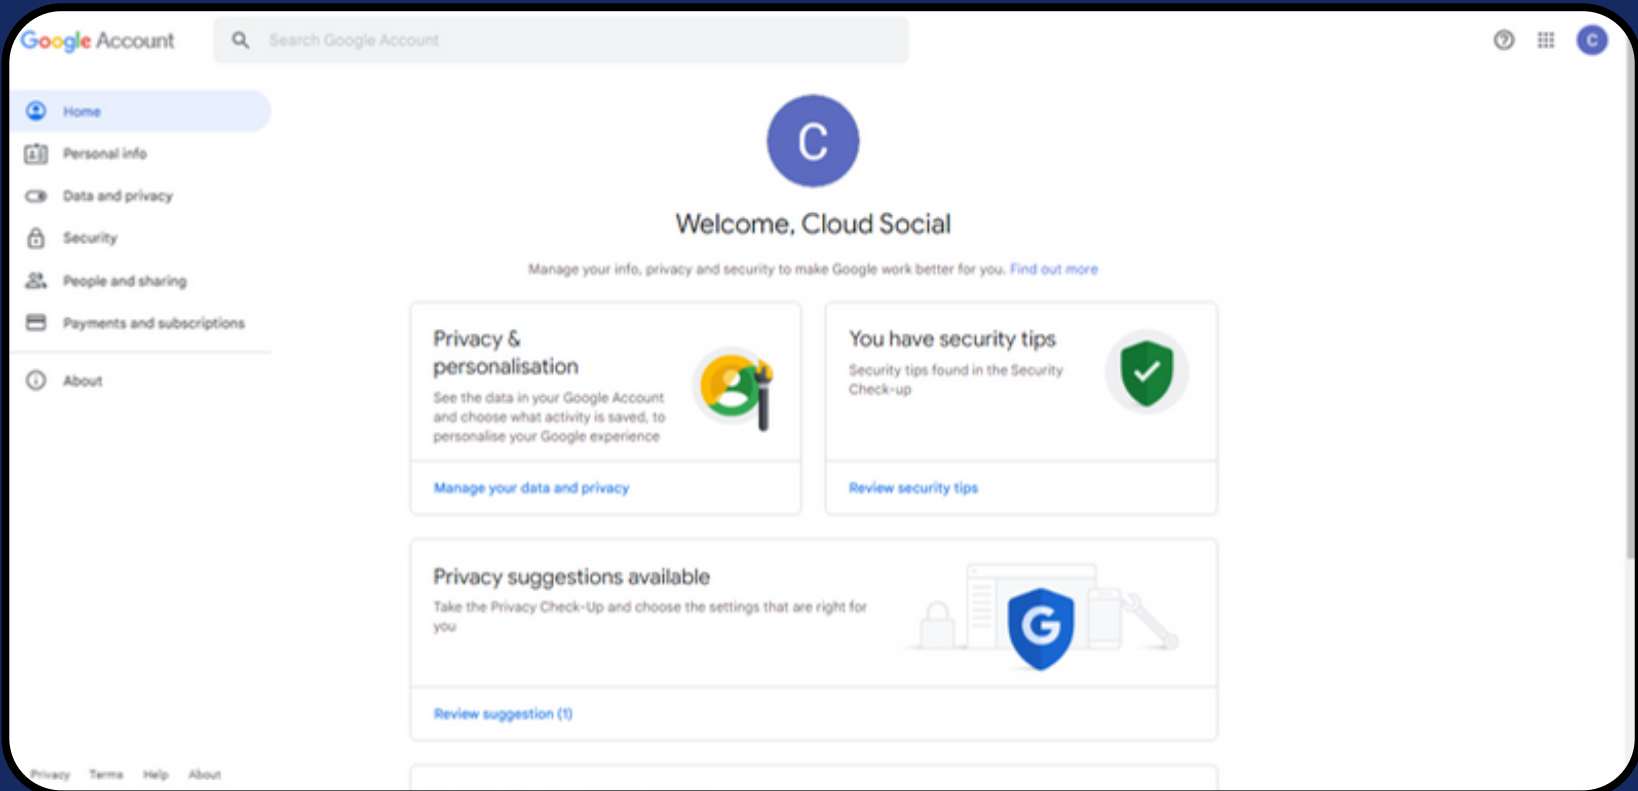 Google Account
Search Google Account
C
Home
Personal info
Data and privacy
Security
People and sharing
Payments and subscriptions
About
C
Welcome, Cloud Social
Manage your info, privacy and security to make Google work better for you. Find out more
Privacy &
personalisation
See the data in your Google Account
and choose what activity is saved, to
personalise your Google experience
Manage your data and privacy
You have security tips
Security tips found in the Security
Check-up
Review security tips
Privacy suggestions available
Take the Privacy Check-Up and choose the settings that are right for
you
G
Review suggestion (1)
Privacy Terms Help About